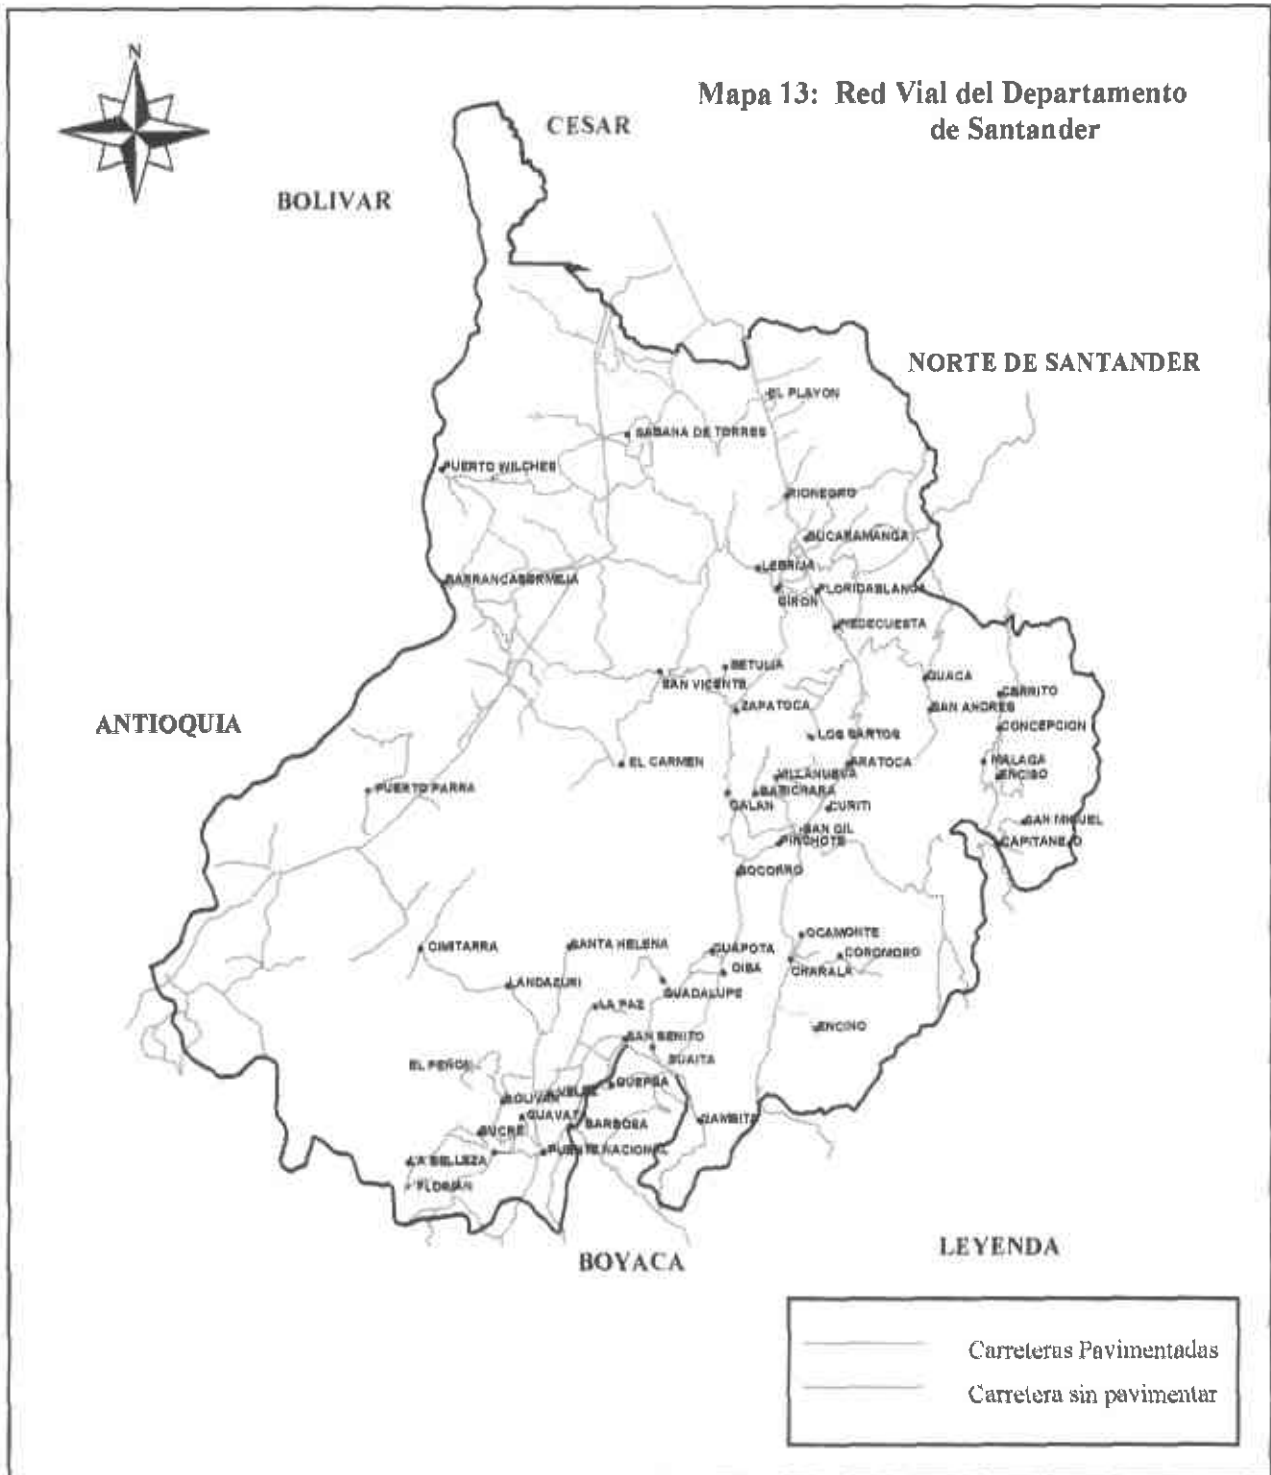 N
Mapa 13: Red Vial del Departamento
de Santander
CESAR
BOLIVAR
NORTE DE SANTANDER
EL PLAYON
SABANA DE TORRES
PUERTO WILCHES
RIONEGRO
BUCARAMANGA
LEBRIJA
BARRANCABERMEJA
FLORIDABLANCA
GIRON
PIEDECUESTA
BETULIA
SAN VICENTE
GUACA
CERRITO
ZAPATOCA
SAN ANDRES
ANTIOQUIA
CONCEPCION
LOS SANTOS
EL CARMEN
ARATOCA
MALAGA
VILLANUEVA
ENCISO
PUERTO PARRA
BARICHARA
GALAN
CURITI
SAN MIGUEL
SAN GIL
PINCHOTE
CAPITANEJO
SOCORRO
OCAMONTE
CIMITARRA
SANTA HELENA
GUAPOTA
COROMORO
OIBA
CHARALA
LANDAZURI
GUADALUPE
LA PAZ
ENCINO
SAN BENITO
SUAITA
EL PEÑON
GUEPSA
VELEZ
BOLIVAR
GUAVATA
BARBOSA
GAMBITA
SUCRE
PUENTE NACIONAL
LA BELLEZA
FLORIAN
BOYACA
LEYENDA
Carreteras Pavimentadas
Carretera sin pavimentar